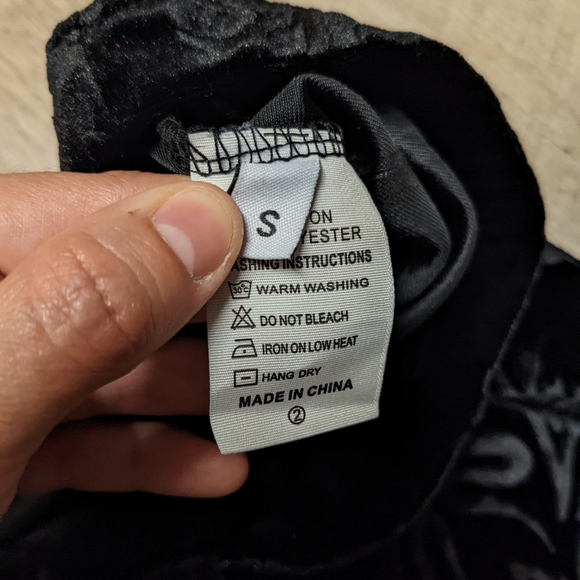 S
ON
YESTER
ASHING INSTRUCTIONS
30°C WARM WASHING
DO NOT BLEACH
IRON ON LOW HEAT
HANG DRY
MADE IN CHINA
2